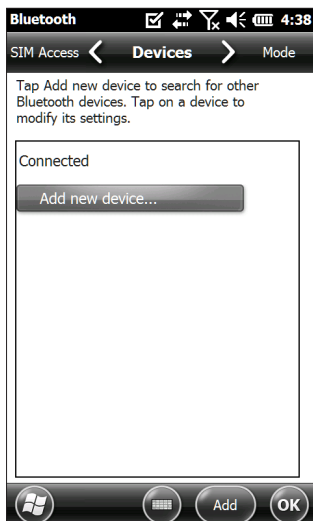 Bluetooth 4:38
SIM Access Devices Mode
Tap Add new device to search for other
Bluetooth devices. Tap on a device to
modify its settings.
Connected
Add new device...
Add OK